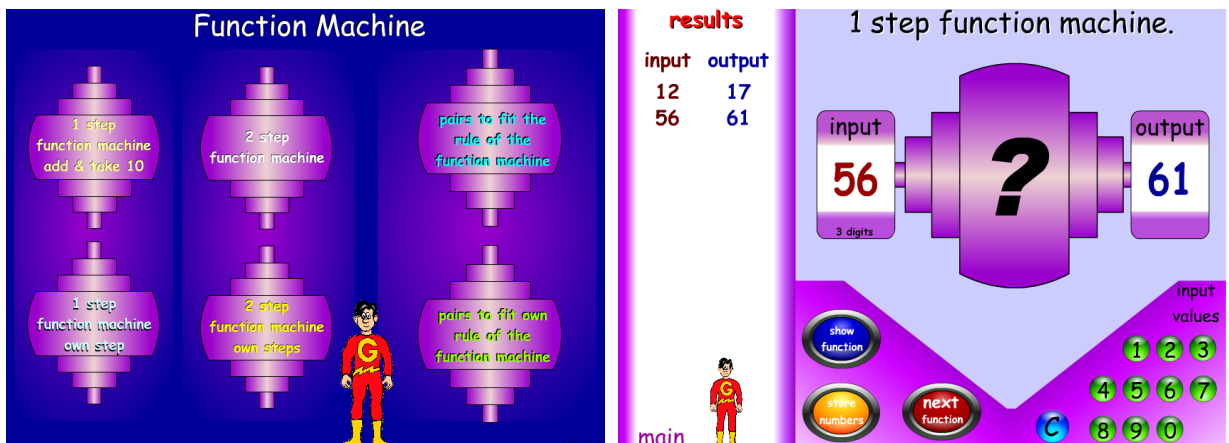 Function Machine
1 step
function machine
add & take 10
2 step
function machine
pairs to fit the
rule of the
function machine
1 step
function machine
own step
2 step
function machine
own steps
pairs to fit own
rule of the
function machine
G
results
input output
12 17
56 61
main
G
1 step function machine.
input
56
3 digits
?
output
61
show
function
store
numbers
next
function
input
values
1 2 3
4 5 6 7
C 8 9 0